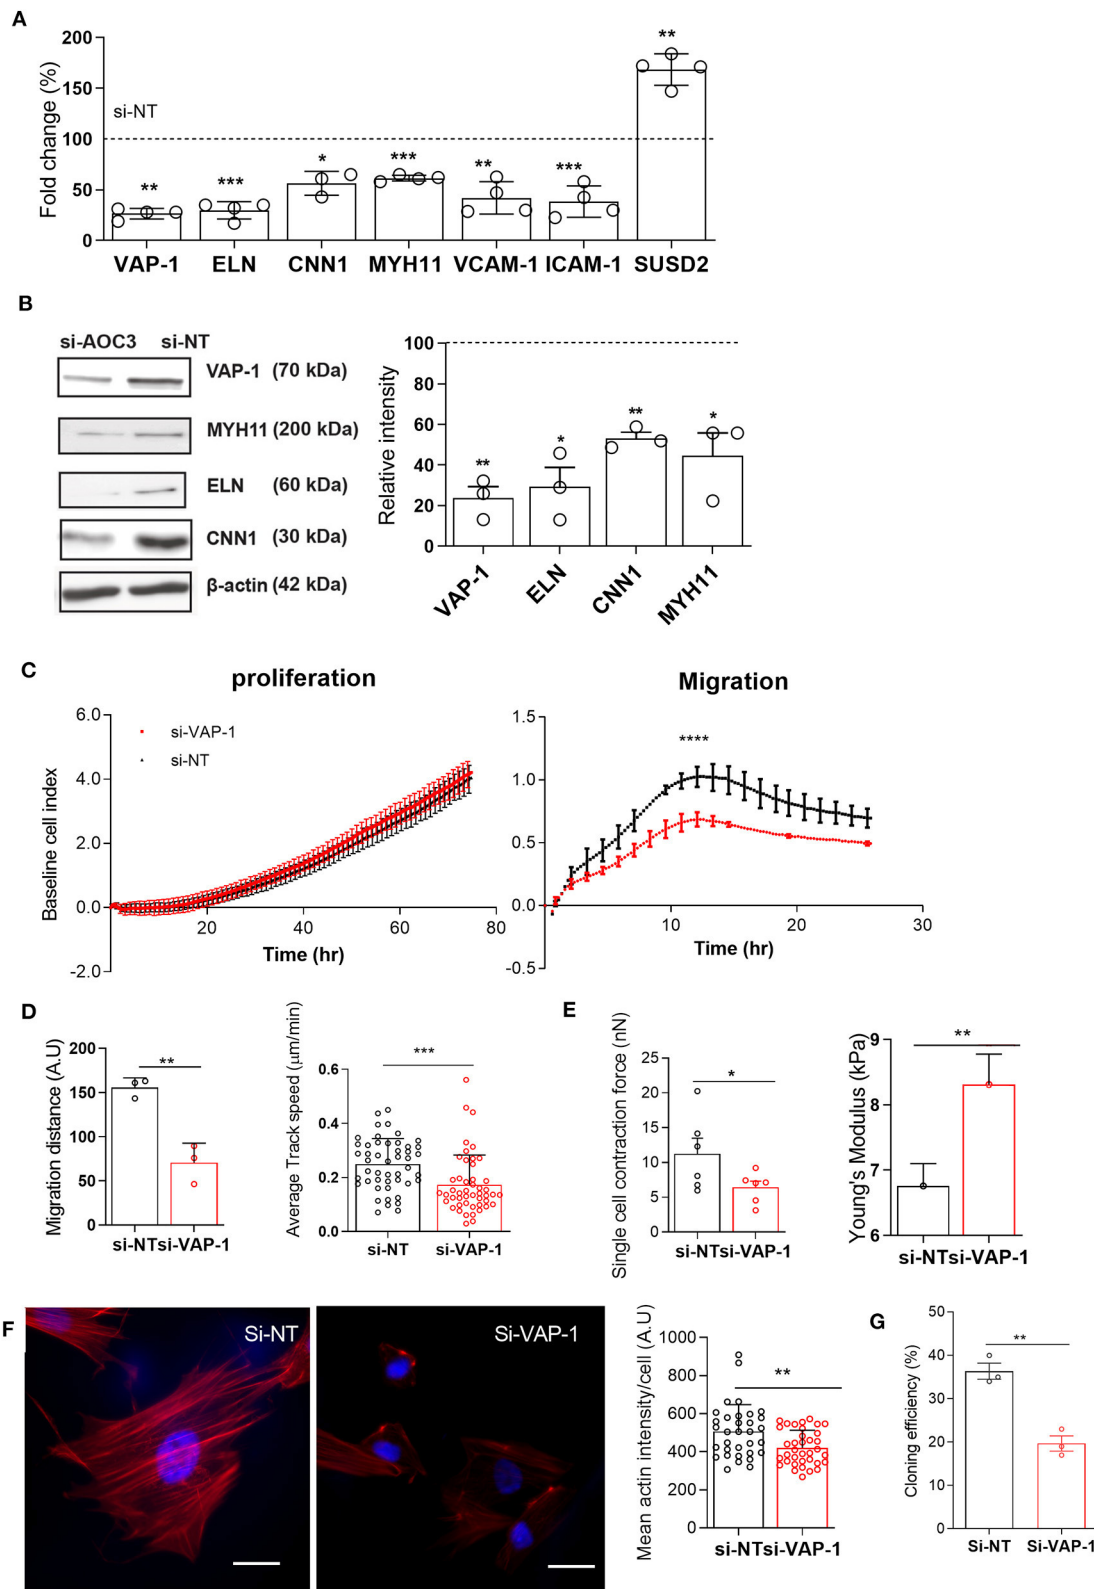 A
Fold change (%)
200
150
100
50
0
si-NT
**
***
*
***
**
***
**
VAP-1 ELN CNN1 MYH11 VCAM-1 ICAM-1 SUSD2
B
si-AOC3 si-NT
VAP-1 (70 kDa)
MYH11 (200 kDa)
ELN (60 kDa)
CNN1 (30 kDa)
β-actin (42 kDa)
Relative intensity
100
80
60
40
20
0
**
*
**
*
VAP-1
ELN
CNN1
MYH11
C
proliferation
Baseline cell index
6.0
4.0
2.0
0.0
-2.0
si-VAP-1
si-NT
20 40 60 80
Time (hr)
Migration
1.5
1.0
0.5
0.0
-0.5
****
10 20 30
Time (hr)
D
Migration distance (A.U)
200
150
100
50
0
**
si-NT si-VAP-1
Average Track speed (μm/min)
0.6
0.4
0.2
0.0
***
si-NT si-VAP-1
E
Single cell contraction force (nN)
25
20
15
10
5
0
*
si-NT si-VAP-1
Young's Modulus (kPa)
9
8
7
6
**
si-NT si-VAP-1
F
Si-NT
Si-VAP-1
Mean actin intensity/cell (A.U)
1000
800
600
400
200
0
**
si-NT si-VAP-1
G
Cloning efficiency (%)
50
40
30
20
10
0
**
Si-NT Si-VAP-1